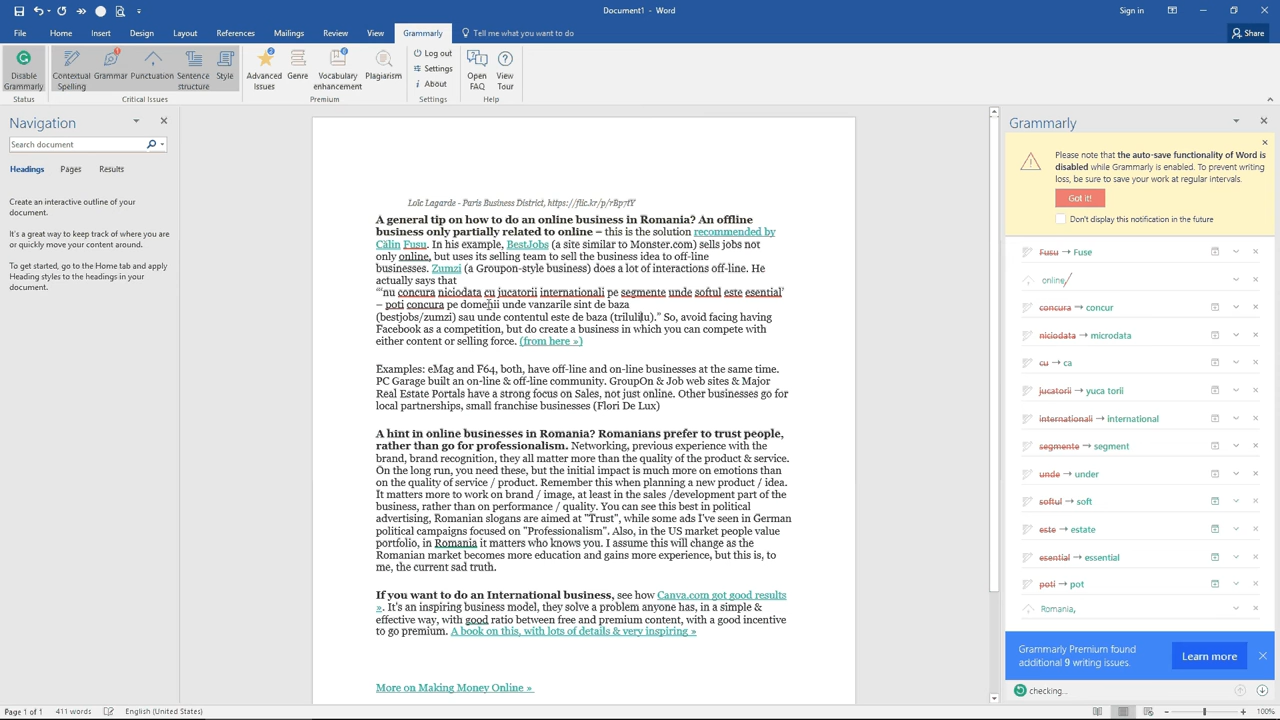 Document1 - Word
Sign in
File
Home
Insert
Draw
Design
Layout
References
Mailings
Review
View
Grammarly
Tell me what you want to do
Share
Disable Grammarly
Contextual Spelling
Grammar
Punctuation
Sentence structure
Style
Advanced Issues
Genre
Vocabulary enhancement
Plagiarism
Log out
Settings
About
Open FAQ
View Tour
Status
Critical Issues
Premium
Settings
Help
Navigation
Search document
Headings
Pages
Results
Create an interactive outline of your
document.
It's a great way to keep track of where you are
or quickly move your content around.
To get started, go to the Home tab and apply
Heading styles to the headings in your
document.
Loïc Lagarde - Paris Business District, https://flic.kr/p/rBp7tY
A general tip on how to do an online business in Romania? An offline
business only partially related to online – this is the solution recommended by
Călin Fusu. In his example, BestJobs (a site similar to Monster.com) sells jobs not
only online, but uses its selling team to sell the business idea to off-line
businesses. Zumzi (a Groupon-style business) does a lot of interactions off-line. He
actually says that
“'nu concura niciodata cu jucatorii internationali pe segmente unde softul este esential'
– poti concura pe domenii unde vanzarile sint de baza
(bestjobs/zumzi) sau unde contentul este de baza (trilulilu).” So, avoid facing having
Facebook as a competition, but do create a business in which you can compete with
either content or selling force. (from here »)
Examples: eMag and F64, both, have off-line and on-line businesses at the same time.
PC Garage built an on-line & off-line community. GroupOn & Job web sites & Major
Real Estate Portals have a strong focus on Sales, not just online. Other businesses go for
local partnerships, small franchise businesses (Flori De Lux)
A hint in online businesses in Romania? Romanians prefer to trust people,
rather than go for professionalism. Networking, previous experience with the
brand, brand recognition, they all matter more than the quality of the product & service.
On the long run, you need these, but the initial impact is much more on emotions than
on the quality of service / product. Remember this when planning a new product / idea.
It matters more to work on brand / image, at least in the sales /development part of the
business, rather than on performance / quality. You can see this best in political
advertising, Romanian slogans are aimed at "Trust", while some ads I've seen in German
political campaigns focused on "Professionalism". Also, in the US market people value
portfolio, in Romania it matters who knows you. I assume this will change as the
Romanian market becomes more education and gains more experience, but this is, to
me, the current sad truth.
If you want to do an International business, see how Canva.com got good results
». It's an inspiring business model, they solve a problem anyone has, in a simple &
effective way, with good ratio between free and premium content, with a good incentive
to go premium. A book on this, with lots of details & very inspiring »
More on Making Money Online »
Grammarly
Please note that the auto-save functionality of Word is
disabled while Grammarly is enabled. To prevent writing
loss, be sure to save your work at regular intervals.
Got it!
Don't display this notification in the future
Fusu → Fuse
online,
concura → concur
niciodata → microdata
cu → ca
jucatorii → yuca torii
internationali → international
segmente → segment
unde → under
softul → soft
este → estate
esential → essential
poti → pot
Romania,
Grammarly Premium found
additional 9 writing issues.
Learn more
checking...
Page 1 of 1
411 words
English (United States)
100%